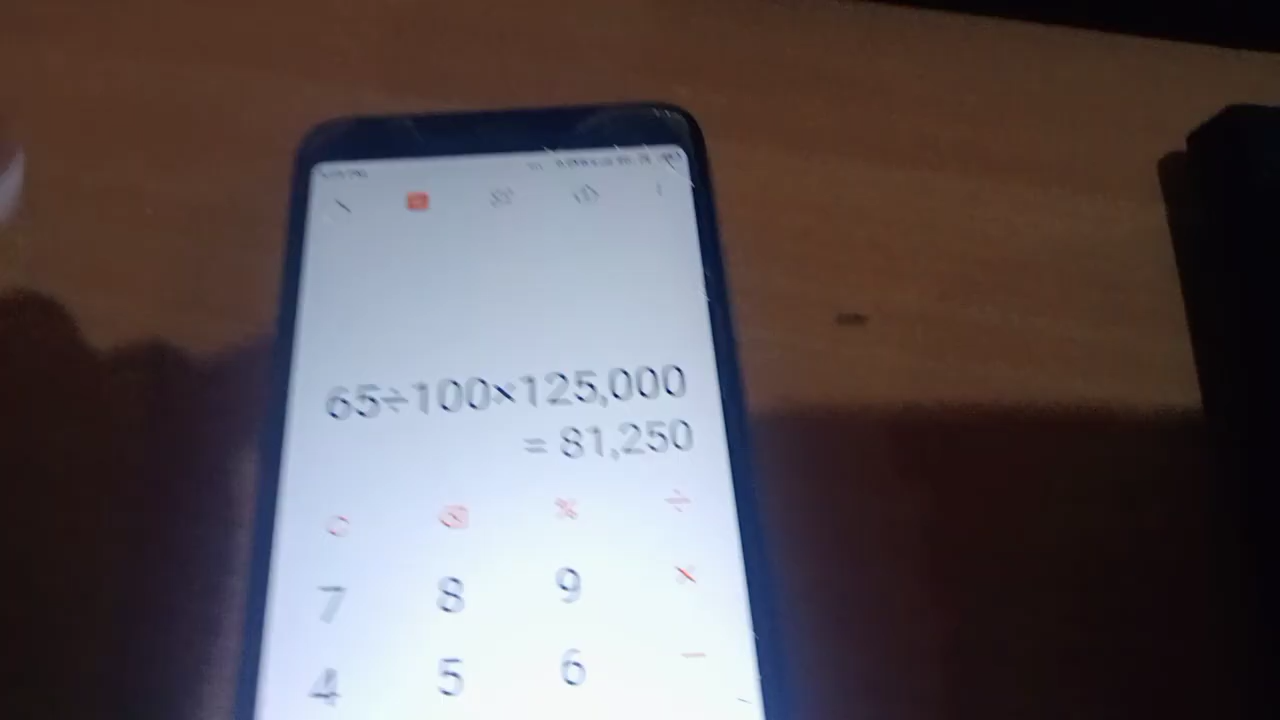 65÷100×125,000
= 81,250
C % ÷
7 8 9 ×
4 5 6 −